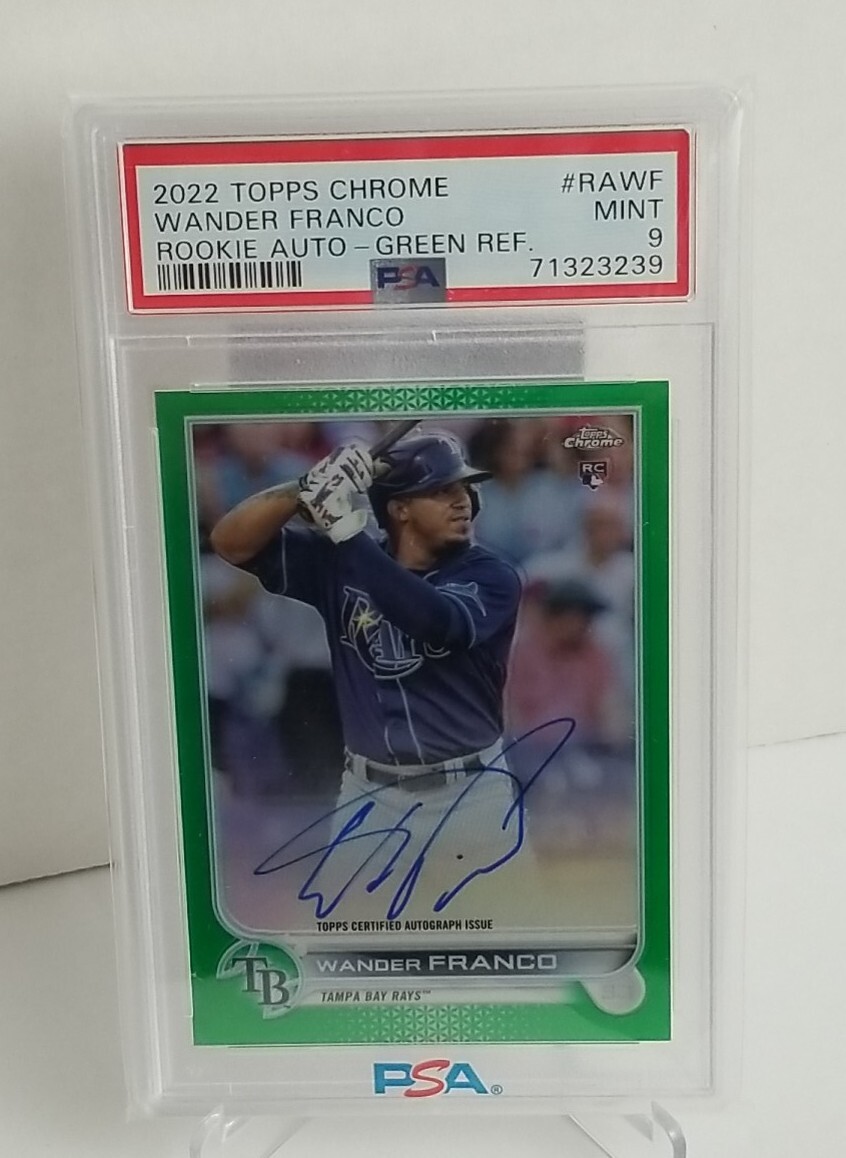 2022 TOPPS CHROME #RAWF
WANDER FRANCO MINT
ROOKIE AUTO - GREEN REF. 9
PSA 71323239
Topps Chrome
RC
Rays
TOPPS CERTIFIED AUTOGRAPH ISSUE
TB WANDER FRANCO
TAMPA BAY RAYS™
PSA®